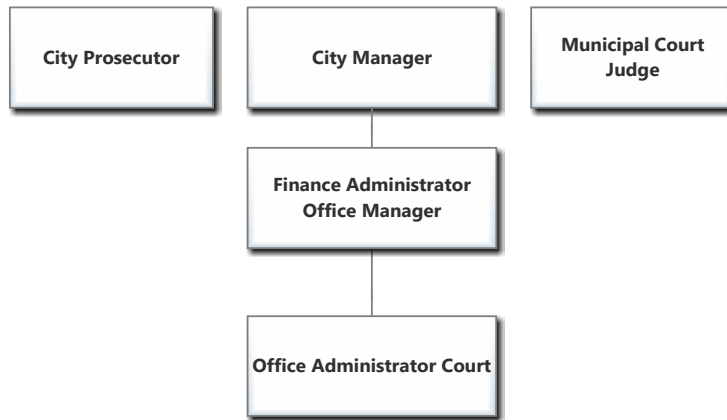 City Prosecutor
City Manager
Municipal Court
Judge
Finance Administrator
Office Manager
Office Administrator Court